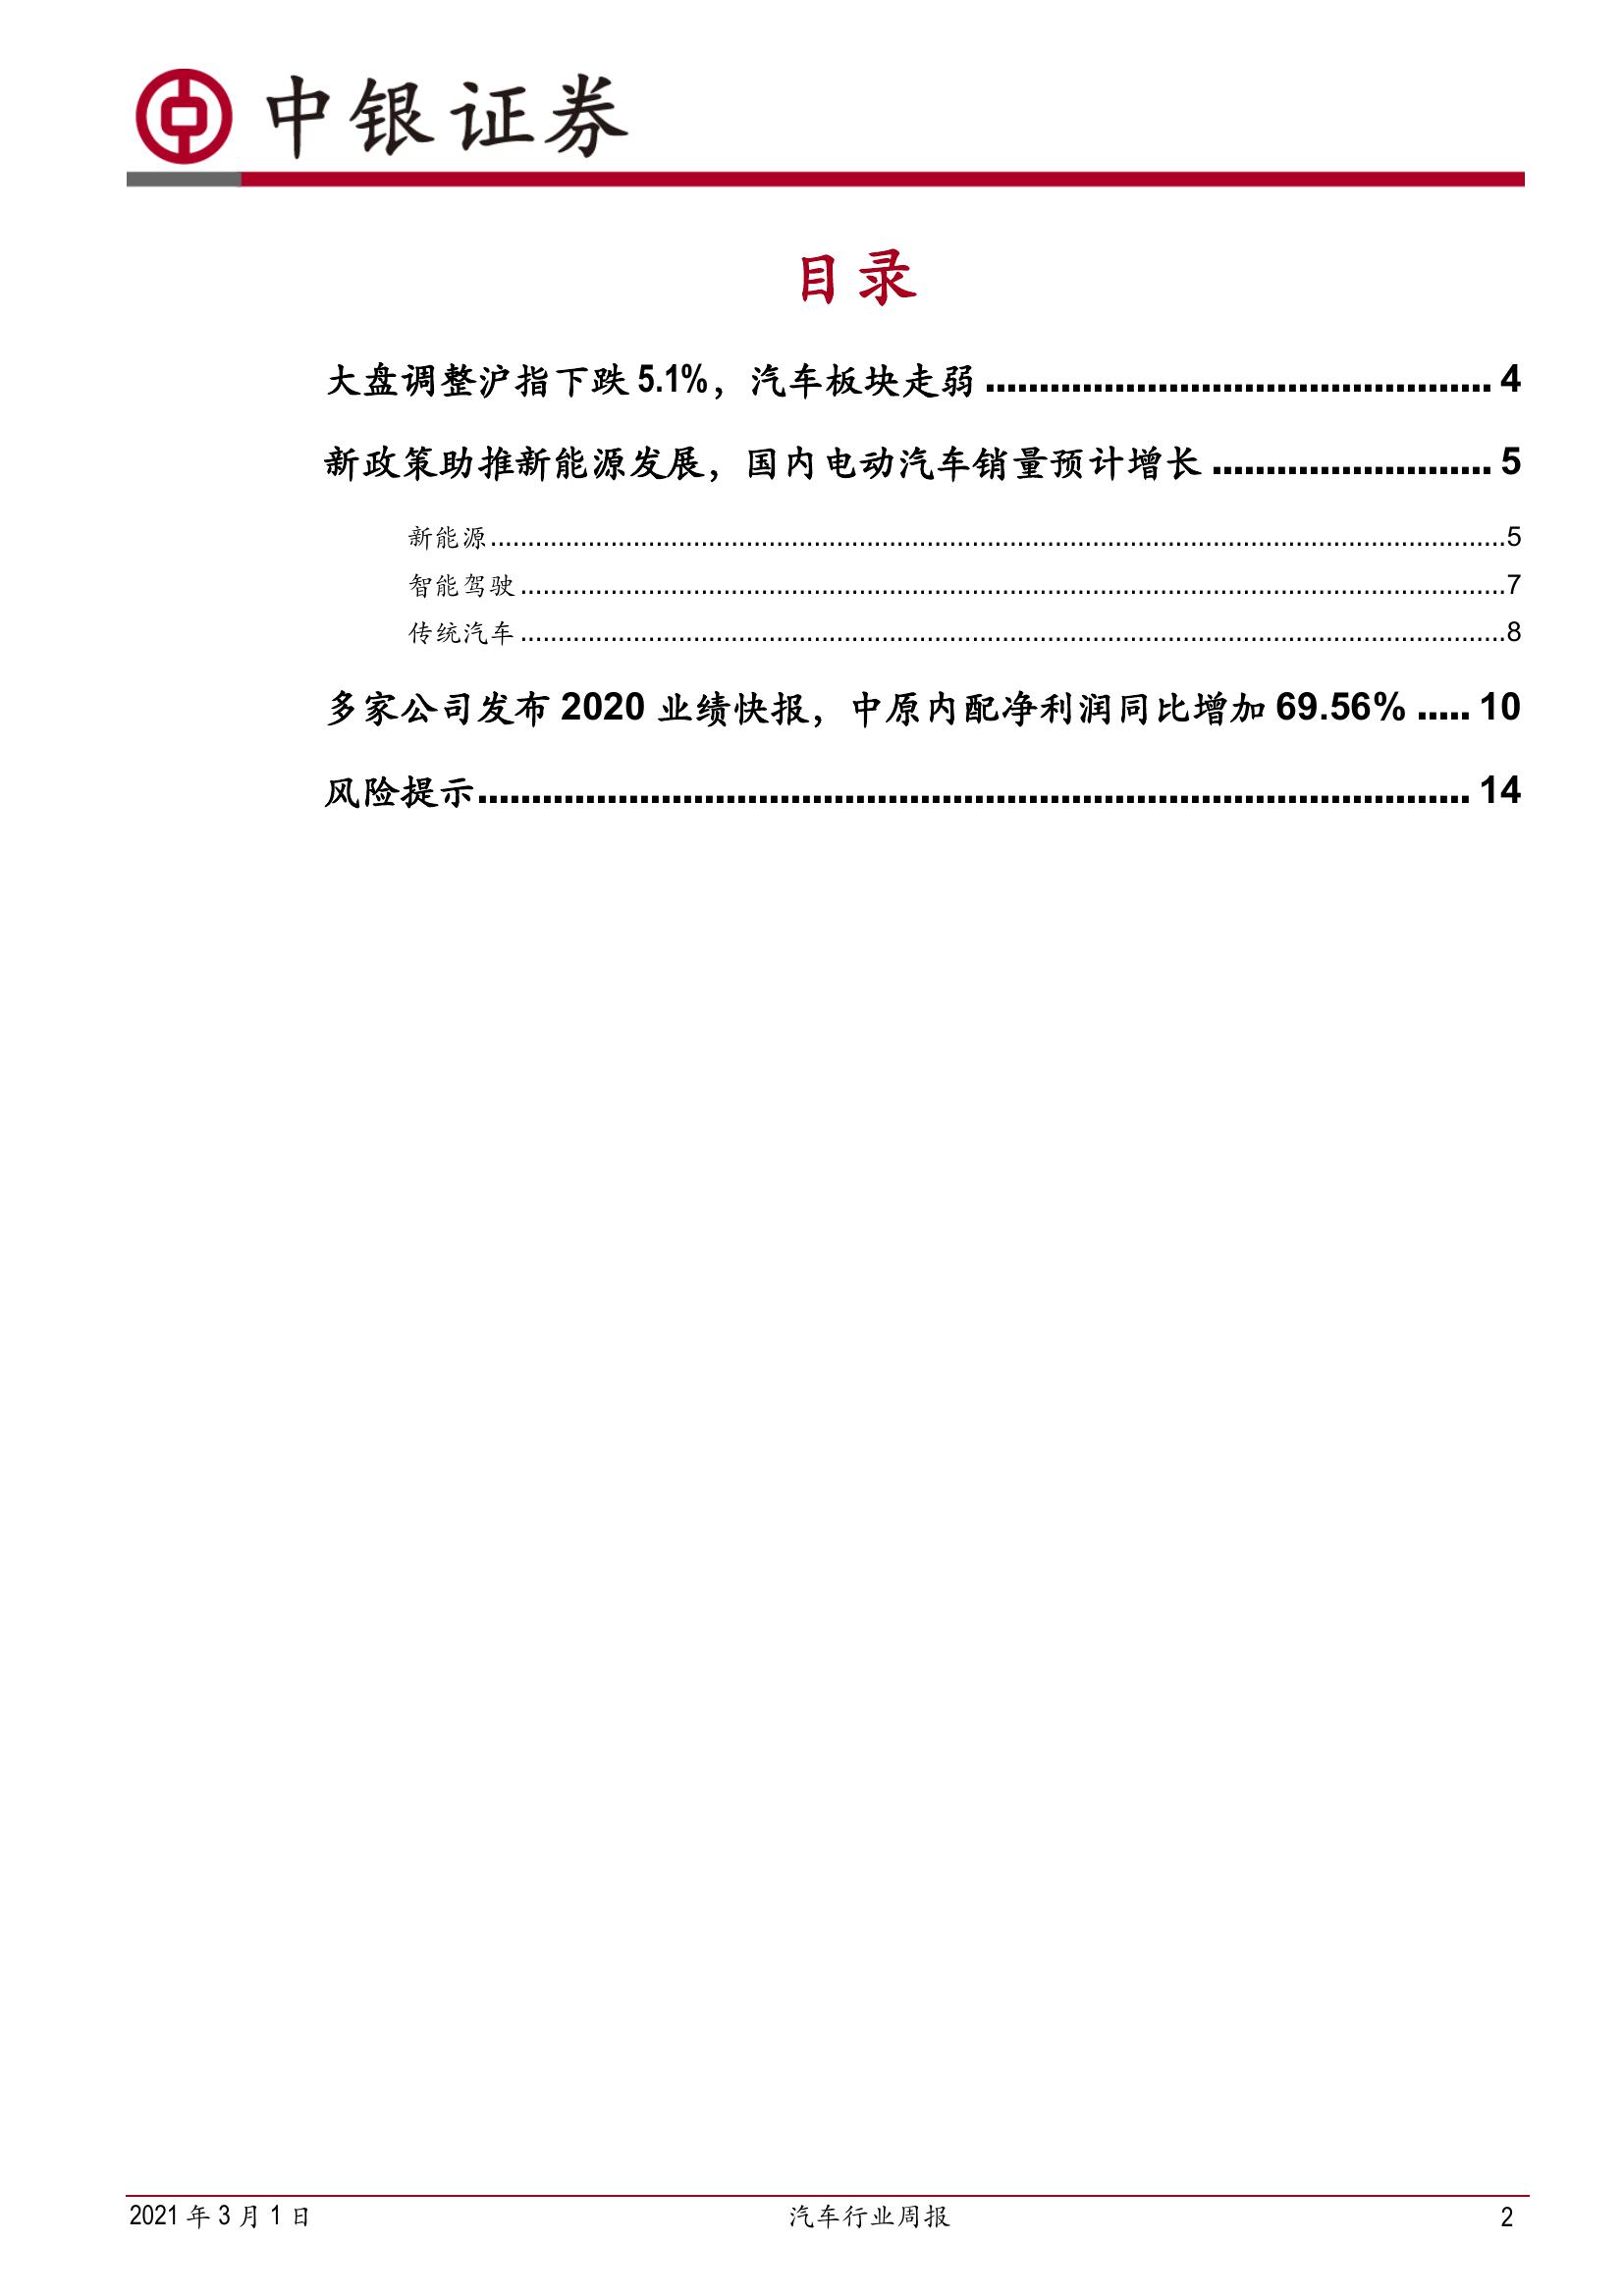 中银证券
目录
大盘调整沪指下跌 5.1%，汽车板块走弱 ............................................... 4
新政策助推新能源发展，国内电动汽车销量预计增长 .......................... 5
新能源.......................................................................................................................................5
智能驾驶 ...................................................................................................................................7
传统汽车 ...................................................................................................................................8
多家公司发布 2020 业绩快报，中原内配净利润同比增加 69.56% ..... 10
风险提示............................................................................................ 14
2021 年 3 月 1 日 汽车行业周报 2